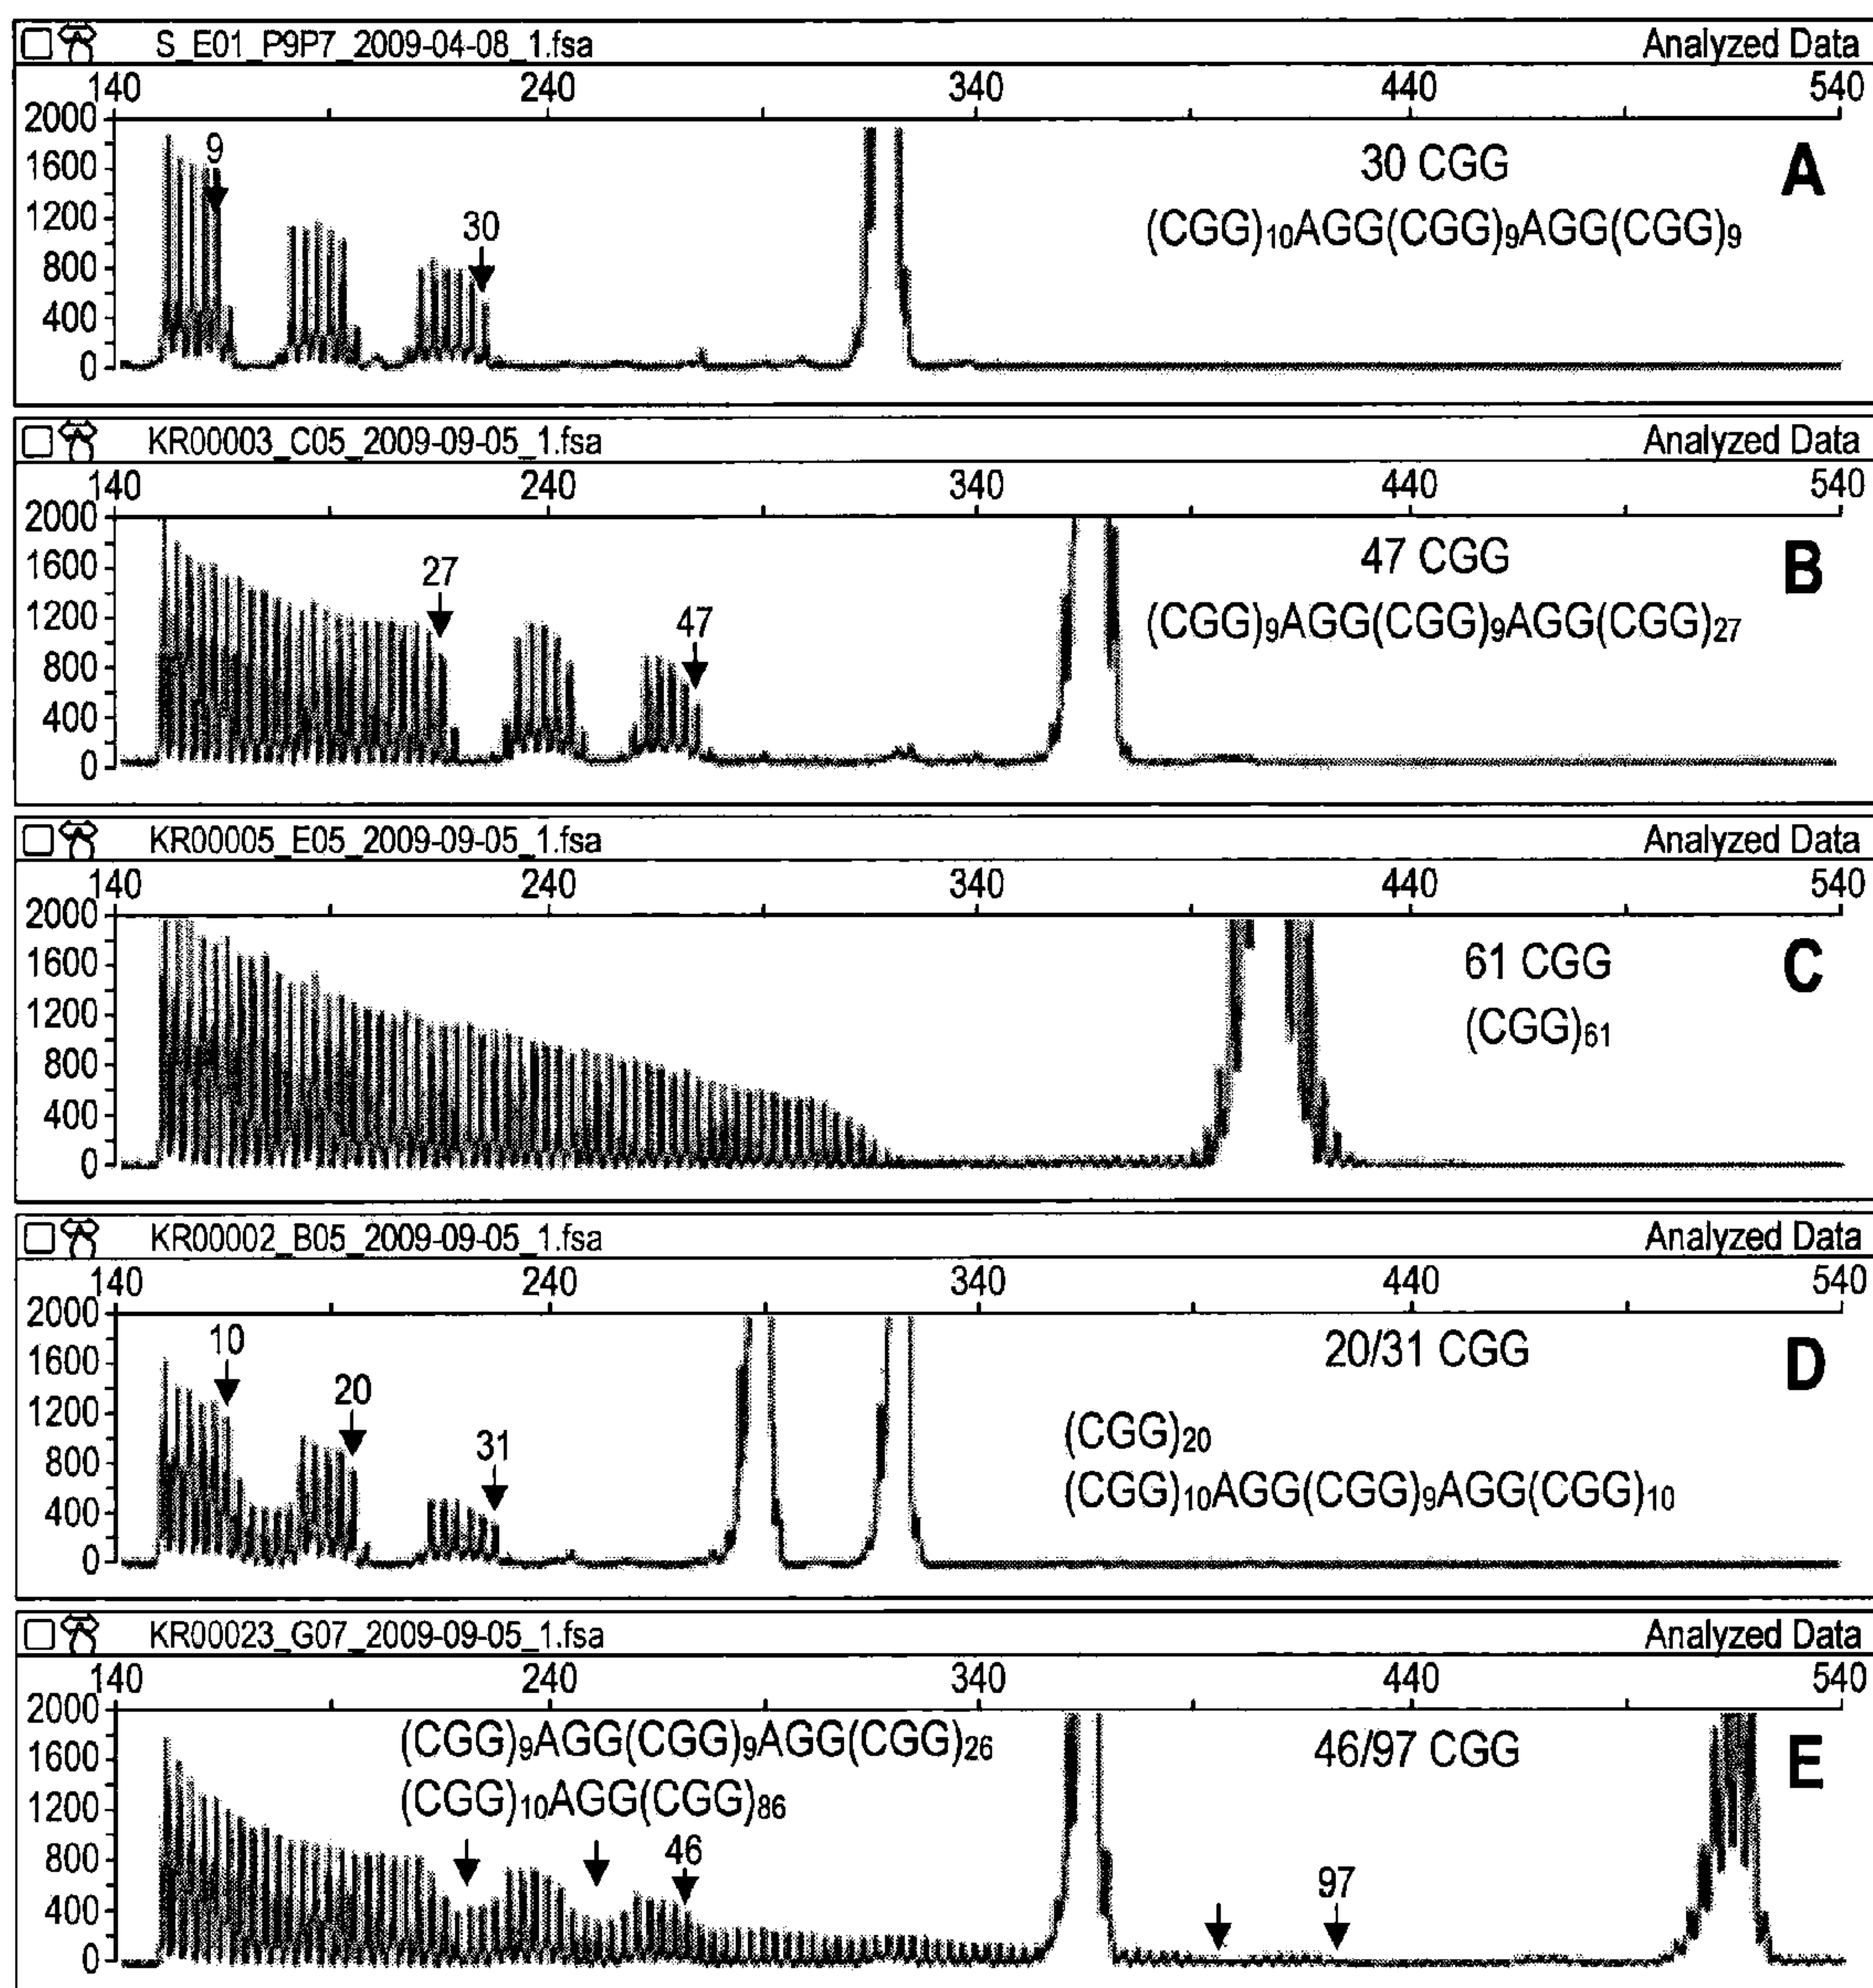 S_E01_P9P7_2009-04-08_1.fsa Analyzed Data
140 240 340 440 540
2000
1600
1200
800
400
0
9
30
30 CGG
A
(CGG)₁₀AGG(CGG)₉AGG(CGG)₉
KR00003_C05_2009-09-05_1.fsa Analyzed Data
140 240 340 440 540
2000
1600
1200
800
400
0
27
47
47 CGG
B
(CGG)₉AGG(CGG)₉AGG(CGG)₂₇
KR00005_E05_2009-09-05_1.fsa Analyzed Data
140 240 340 440 540
2000
1600
1200
800
400
0
61 CGG
C
(CGG)₆₁
KR00002_B05_2009-09-05_1.fsa Analyzed Data
140 240 340 440 540
2000
1600
1200
800
400
0
10
20
31
20/31 CGG
D
(CGG)₂₀
(CGG)₁₀AGG(CGG)₉AGG(CGG)₁₀
KR00023_G07_2009-09-05_1.fsa Analyzed Data
140 240 340 440 540
2000
1600
1200
800
400
0
(CGG)₉AGG(CGG)₉AGG(CGG)₂₆
(CGG)₁₀AGG(CGG)₈₆
46
46/97 CGG
E
97